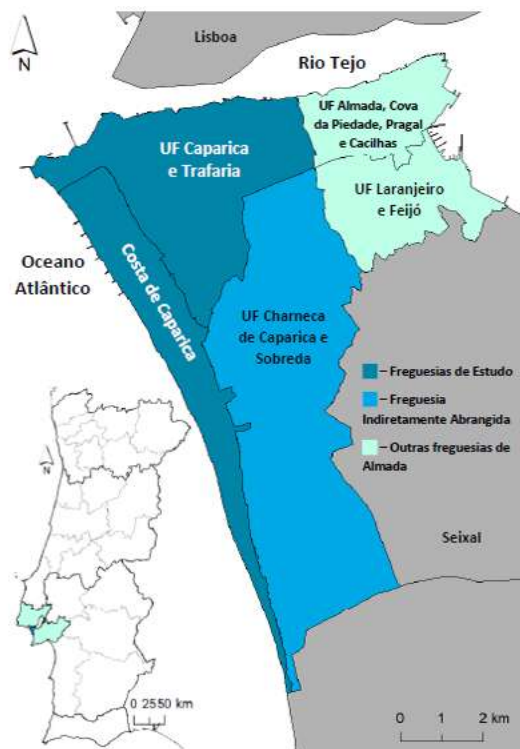 Lisboa
N
Rio Tejo
UF Almada, Cova
da Piedade, Pragal
e Cacilhas
UF Caparica
e Trafaria
UF Laranjeiro
e Feijó
Oceano
Atlântico
Costa de Caparica
UF Charneca
de Caparica e
Sobreda
– Freguesias de Estudo
– Freguesia
Indiretamente Abrangida
– Outras freguesias de
Almada
N
Seixal
0 2550 km
0 1 2 km